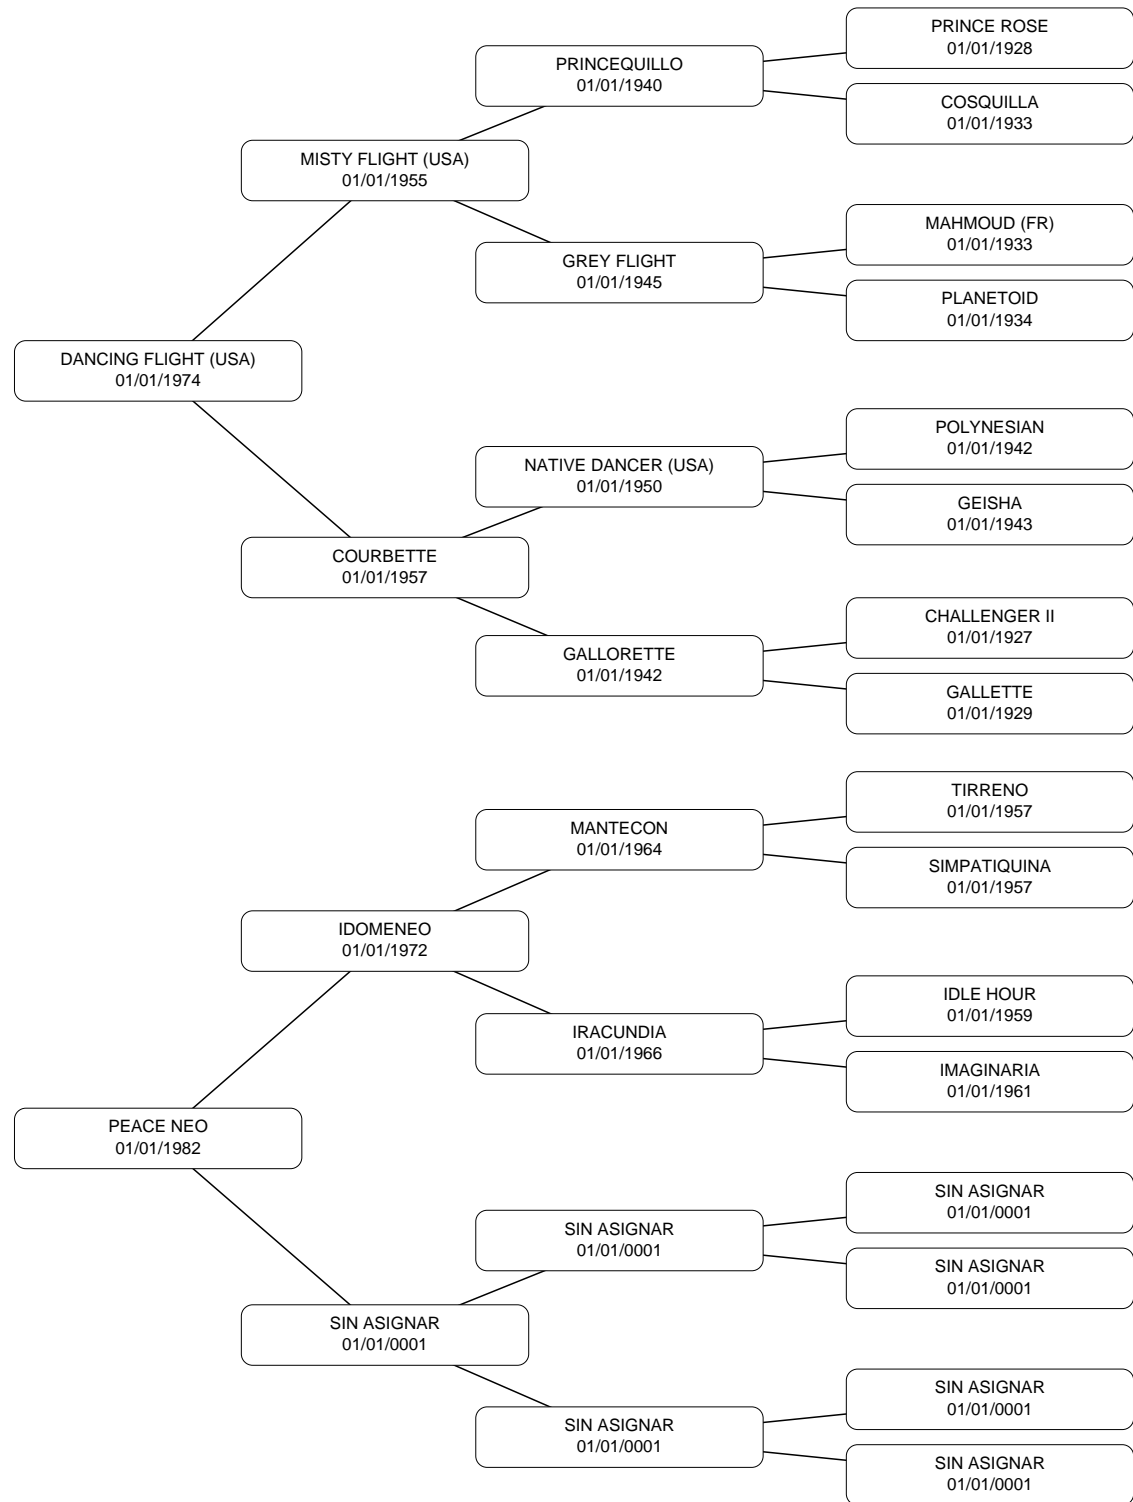 PRINCE ROSE
01/01/1928
PRINCEQUILLO
01/01/1940
COSQUILLA
01/01/1933
MISTY FLIGHT (USA)
01/01/1955
MAHMOUD (FR)
01/01/1933
GREY FLIGHT
01/01/1945
PLANETOID
01/01/1934
DANCING FLIGHT (USA)
01/01/1974
POLYNESIAN
01/01/1942
NATIVE DANCER (USA)
01/01/1950
GEISHA
01/01/1943
COURBETTE
01/01/1957
CHALLENGER II
01/01/1927
GALLORETTE
01/01/1942
GALLETTE
01/01/1929
TIRRENO
01/01/1957
MANTECON
01/01/1964
SIMPATIQUINA
01/01/1957
IDOMENEO
01/01/1972
IDLE HOUR
01/01/1959
IRACUNDIA
01/01/1966
IMAGINARIA
01/01/1961
PEACE NEO
01/01/1982
SIN ASIGNAR
01/01/0001
SIN ASIGNAR
01/01/0001
SIN ASIGNAR
01/01/0001
SIN ASIGNAR
01/01/0001
SIN ASIGNAR
01/01/0001
SIN ASIGNAR
01/01/0001
SIN ASIGNAR
01/01/0001